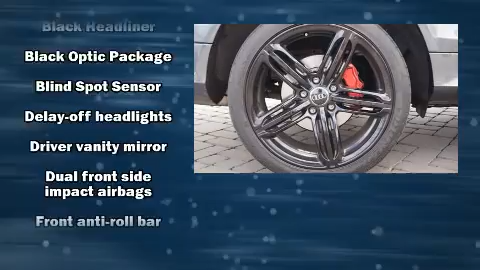 Black Headliner
Black Optic Package
Blind Spot Sensor
Delay-off headlights
Driver vanity mirror
Dual front side
impact airbags
Front anti-roll bar